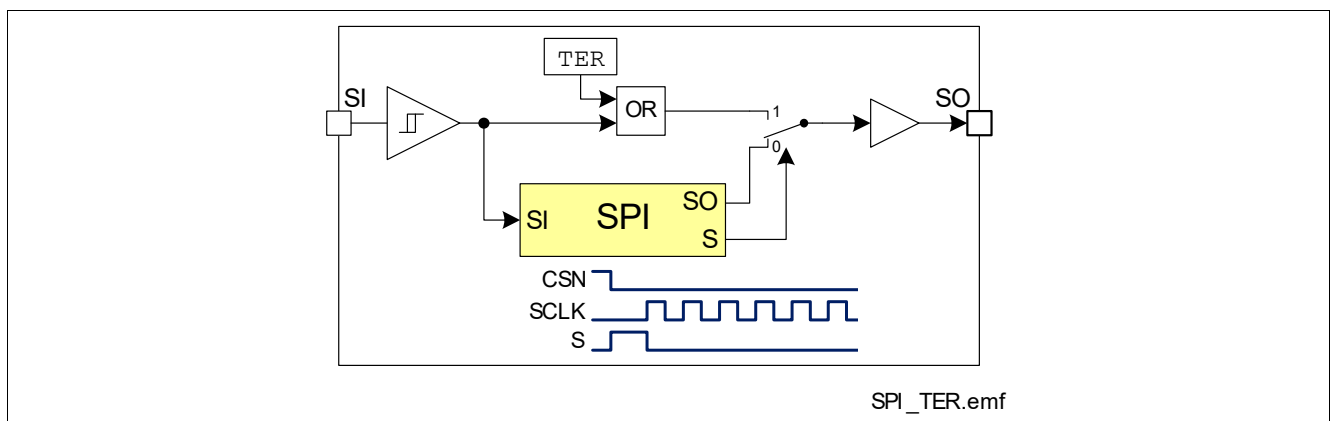 TER
SI
SO
OR
1
0
SO
SI
SPI
S
CSN
SCLK
S
SPI_TER.emf